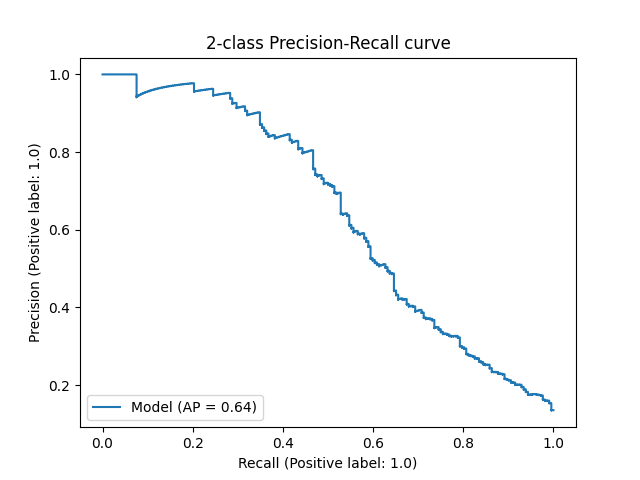 2-class Precision-Recall curve
Precision (Positive label: 1.0)
1.0
0.8
0.6
0.4
0.2
Model (AP = 0.64)
0.0 0.2 0.4 0.6 0.8 1.0
Recall (Positive label: 1.0)